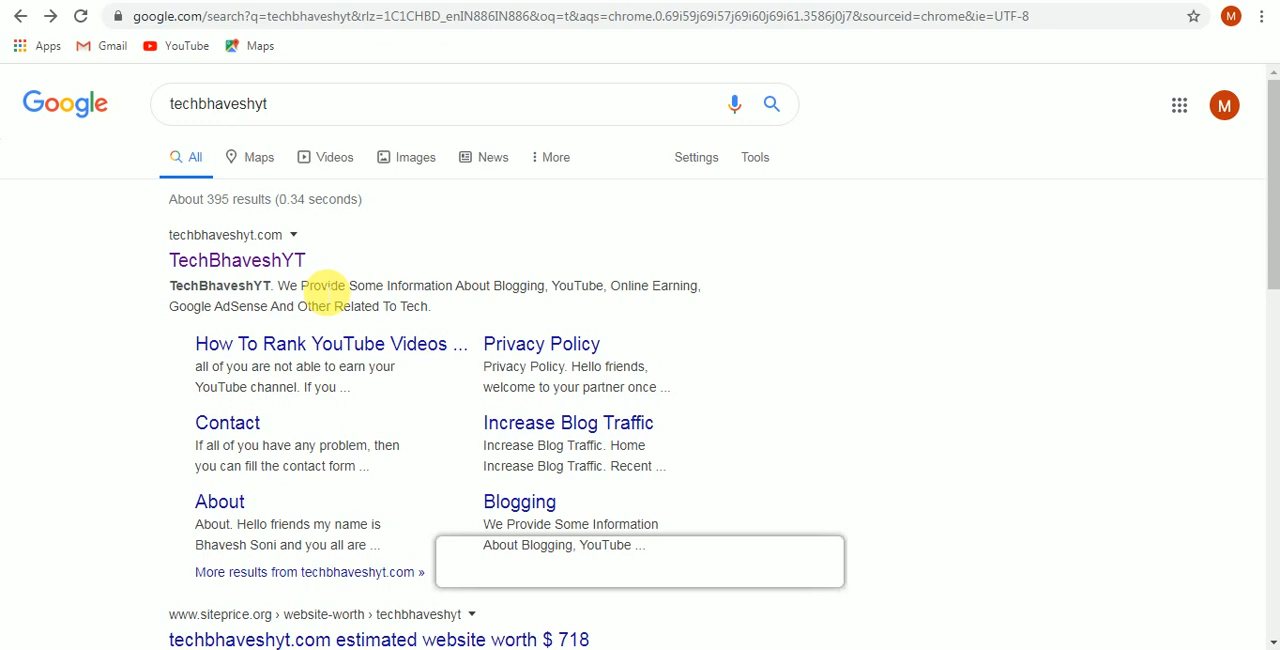 google.com/search?q=techbhaveshyt&rlz=1C1CHBD_enIN886IN886&oq=t&aqs=chrome.0.69i59j69i57j69i60j69i61.3586j0j7&sourceid=chrome&ie=UTF-8 M
Apps Gmail YouTube Maps
Google techbhaveshyt M
All Maps Videos Images News More Settings Tools
About 395 results (0.34 seconds)
techbhaveshyt.com
TechBhaveshYT
TechBhaveshYT. We Provide Some Information About Blogging, YouTube, Online Earning,
Google AdSense And Other Related To Tech.
How To Rank YouTube Videos ...
all of you are not able to earn your
YouTube channel. If you ...
Privacy Policy
Privacy Policy. Hello friends,
welcome to your partner once ...
Contact
If all of you have any problem, then
you can fill the contact form ...
Increase Blog Traffic
Increase Blog Traffic. Home
Increase Blog Traffic. Recent ...
About
About. Hello friends my name is
Bhavesh Soni and you all are ...
Blogging
We Provide Some Information
About Blogging, YouTube ...
More results from techbhaveshyt.com »
www.siteprice.org › website-worth › techbhaveshyt
techbhaveshyt.com estimated website worth $ 718